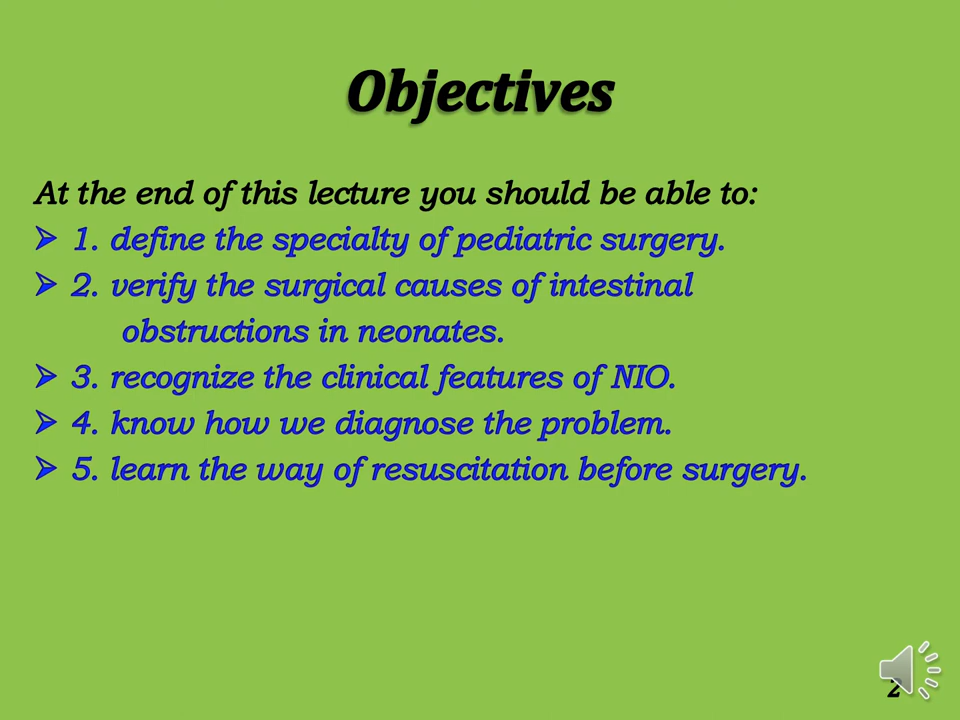 Objectives
At the end of this lecture you should be able to:
➢ 1. define the specialty of pediatric surgery.
➢ 2. verify the surgical causes of intestinal
obstructions in neonates.
➢ 3. recognize the clinical features of NIO.
➢ 4. know how we diagnose the problem.
➢ 5. learn the way of resuscitation before surgery.
2